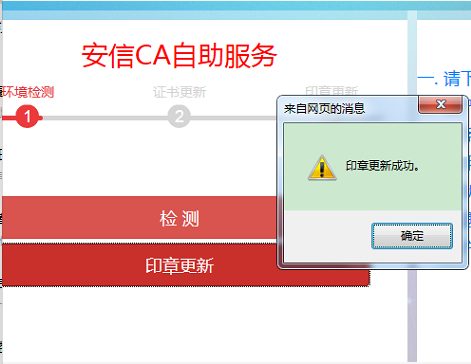 安信CA自助服务
环境检测
证书更新
印章更新
1
2
一. 请下
检 测
印章更新
来自网页的消息
印章更新成功。
确定